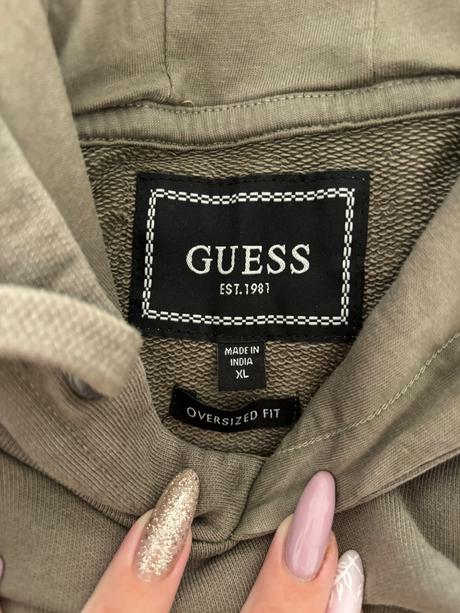 GUESS
EST.1981
MADE IN
INDIA
XL
OVERSIZED FIT